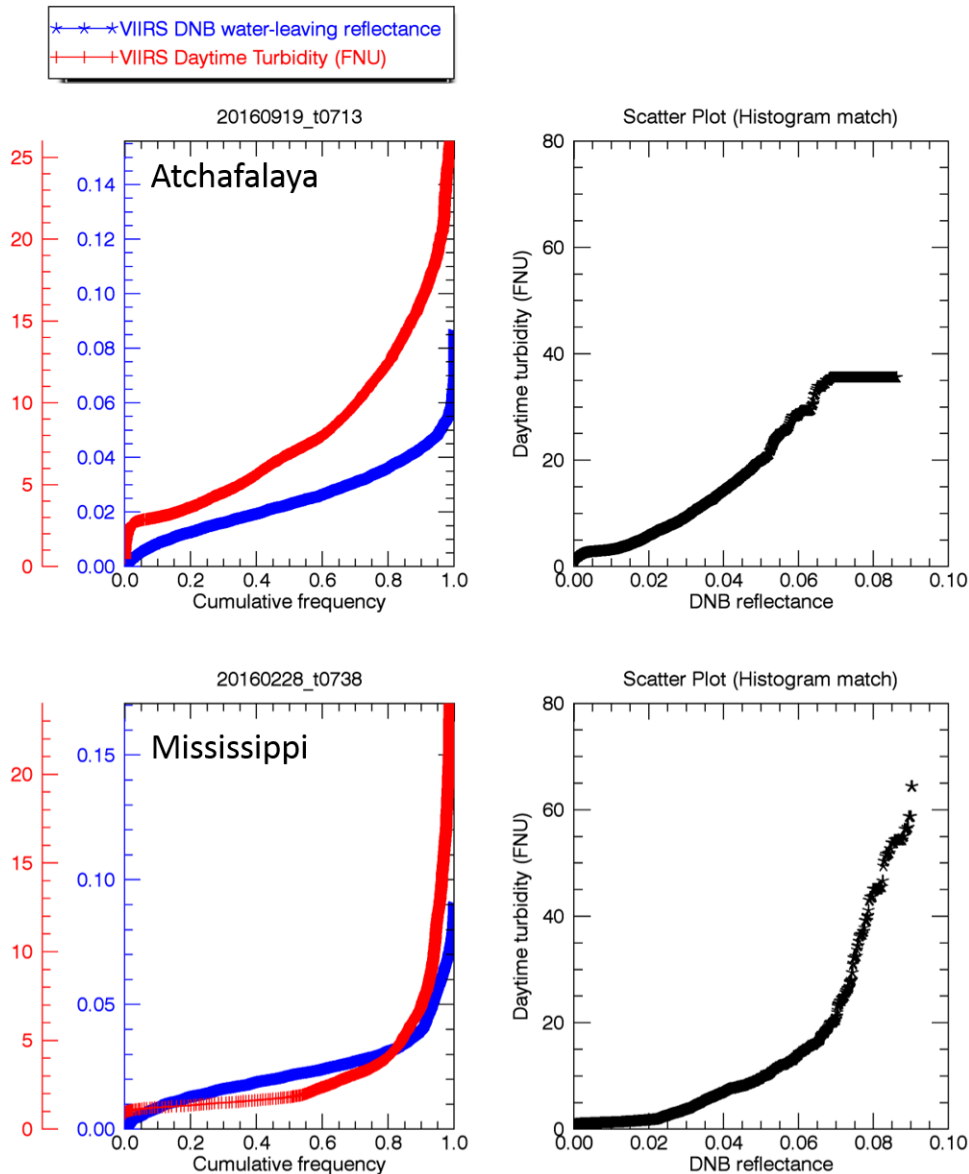 VIIRS DNB water-leaving reflectance
VIIRS Daytime Turbidity (FNU)
20160919_t0713
Scatter Plot (Histogram match)
Atchafalaya
25
20
15
10
5
0
0.14
0.12
0.10
0.08
0.06
0.04
0.02
0.00
0.0 0.2 0.4 0.6 0.8 1.0
Cumulative frequency
Daytime turbidity (FNU)
80
60
40
20
0
0.00 0.02 0.04 0.06 0.08 0.10
DNB reflectance
20160228_t0738
Scatter Plot (Histogram match)
Mississippi
20
15
10
5
0
0.15
0.10
0.05
0.00
0.0 0.2 0.4 0.6 0.8 1.0
Cumulative frequency
Daytime turbidity (FNU)
80
60
40
20
0
0.00 0.02 0.04 0.06 0.08 0.10
DNB reflectance